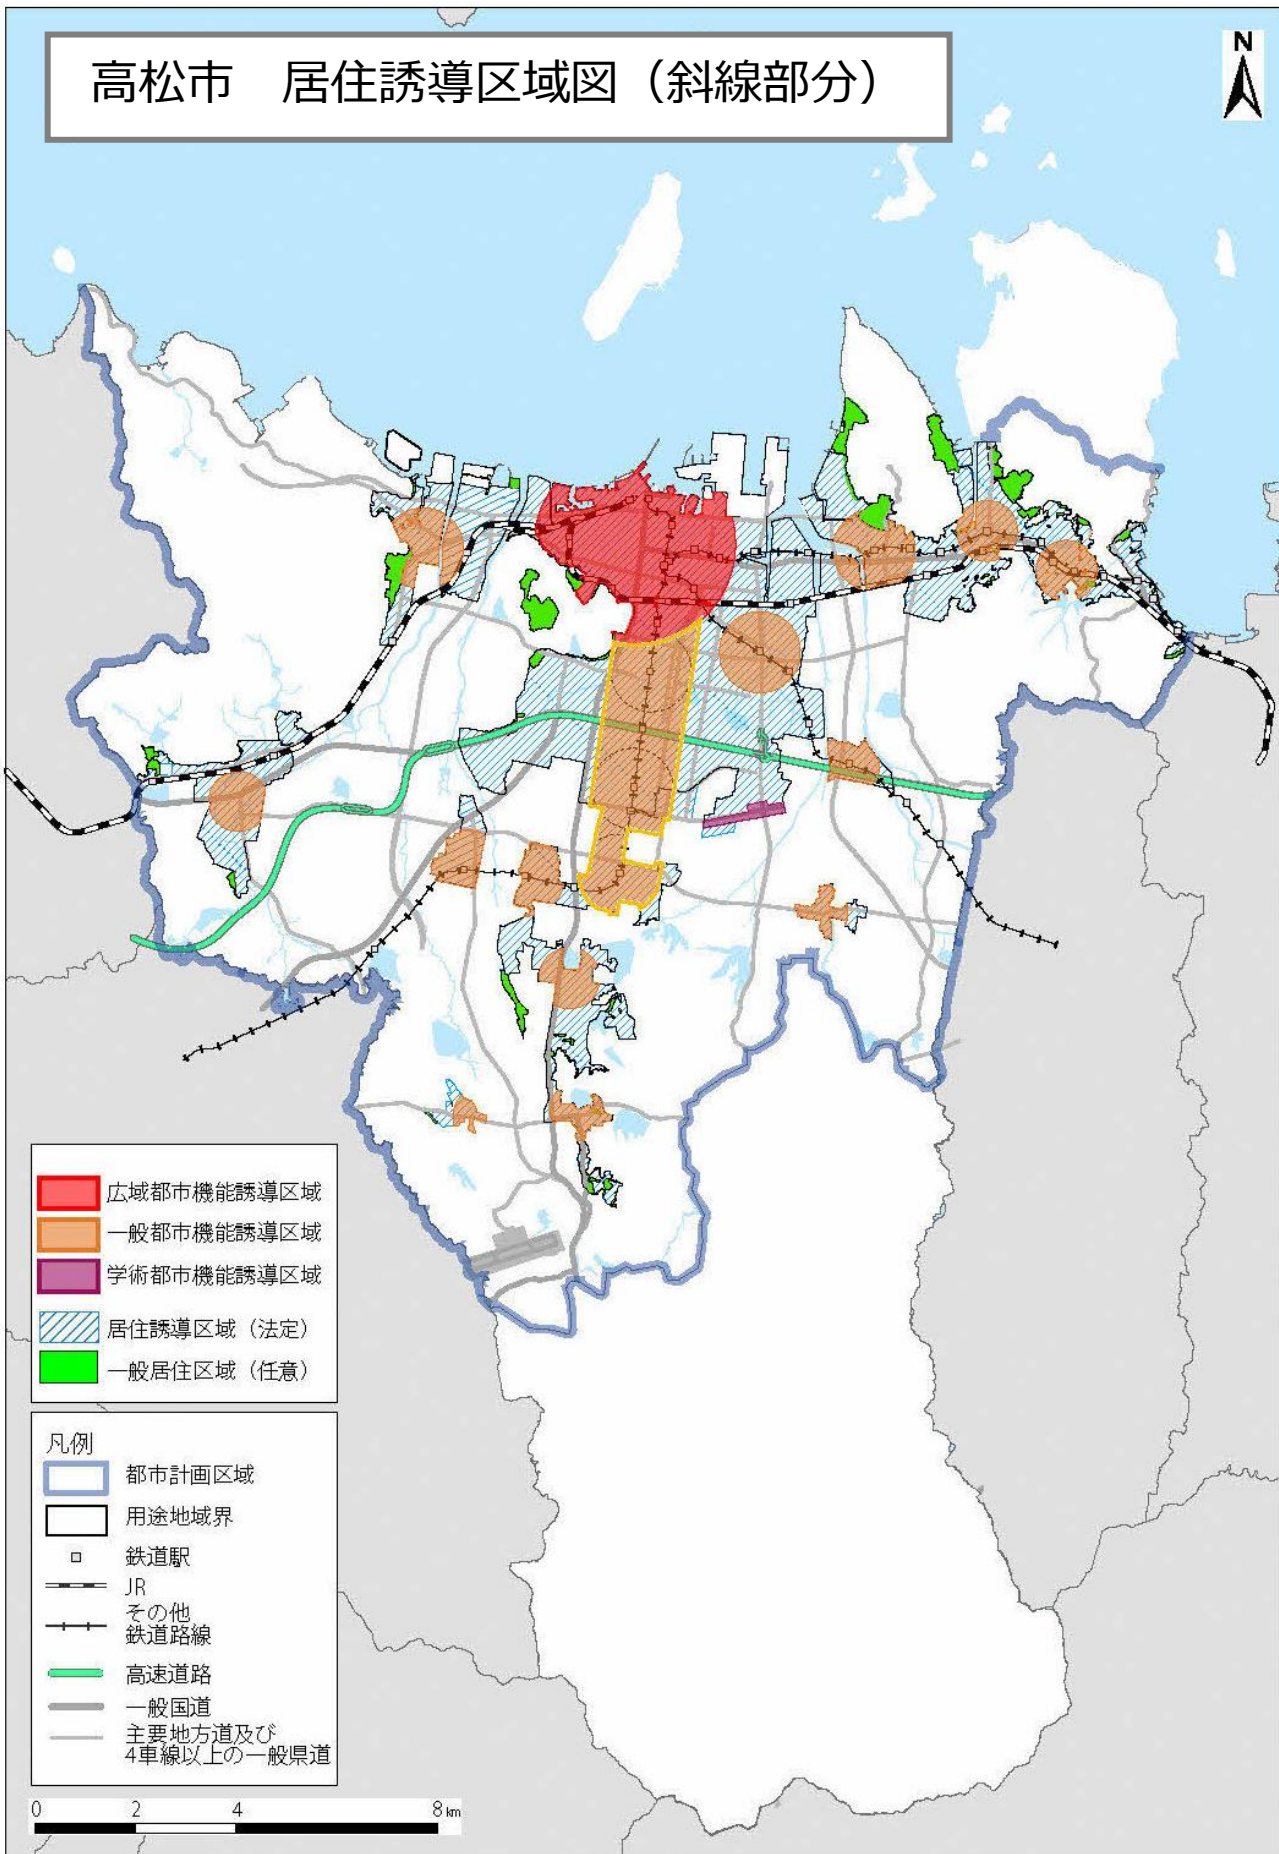 高松市　居住誘導区域図（斜線部分）
N
広域都市機能誘導区域
一般都市機能誘導区域
学術都市機能誘導区域
居住誘導区域（法定）
一般居住区域（任意）
凡例
都市計画区域
用途地域界
鉄道駅
JR
その他
鉄道路線
高速道路
一般国道
主要地方道及び
4車線以上の一般県道
0 2 4 8 km